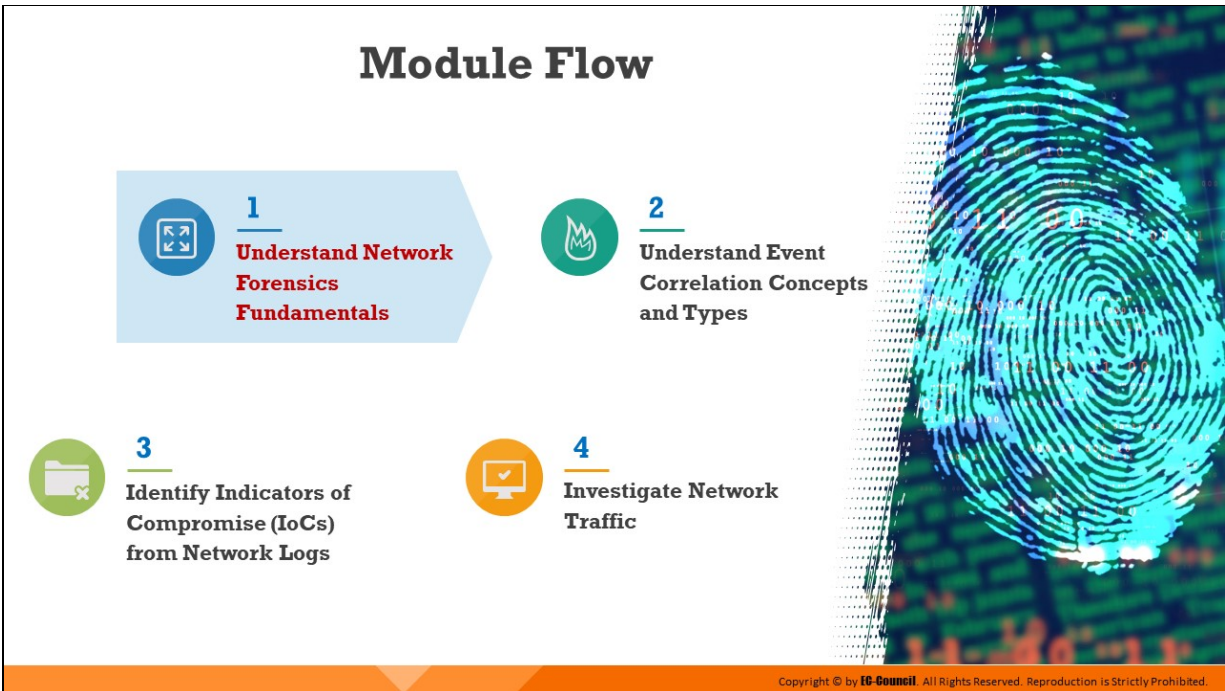 Module Flow
1
Understand Network
Forensics
Fundamentals
2
Understand Event
Correlation Concepts
and Types
3
Identify Indicators of
Compromise (IoCs)
from Network Logs
4
Investigate Network
Traffic
Copyright © by EC-Council. All Rights Reserved. Reproduction is Strictly Prohibited.